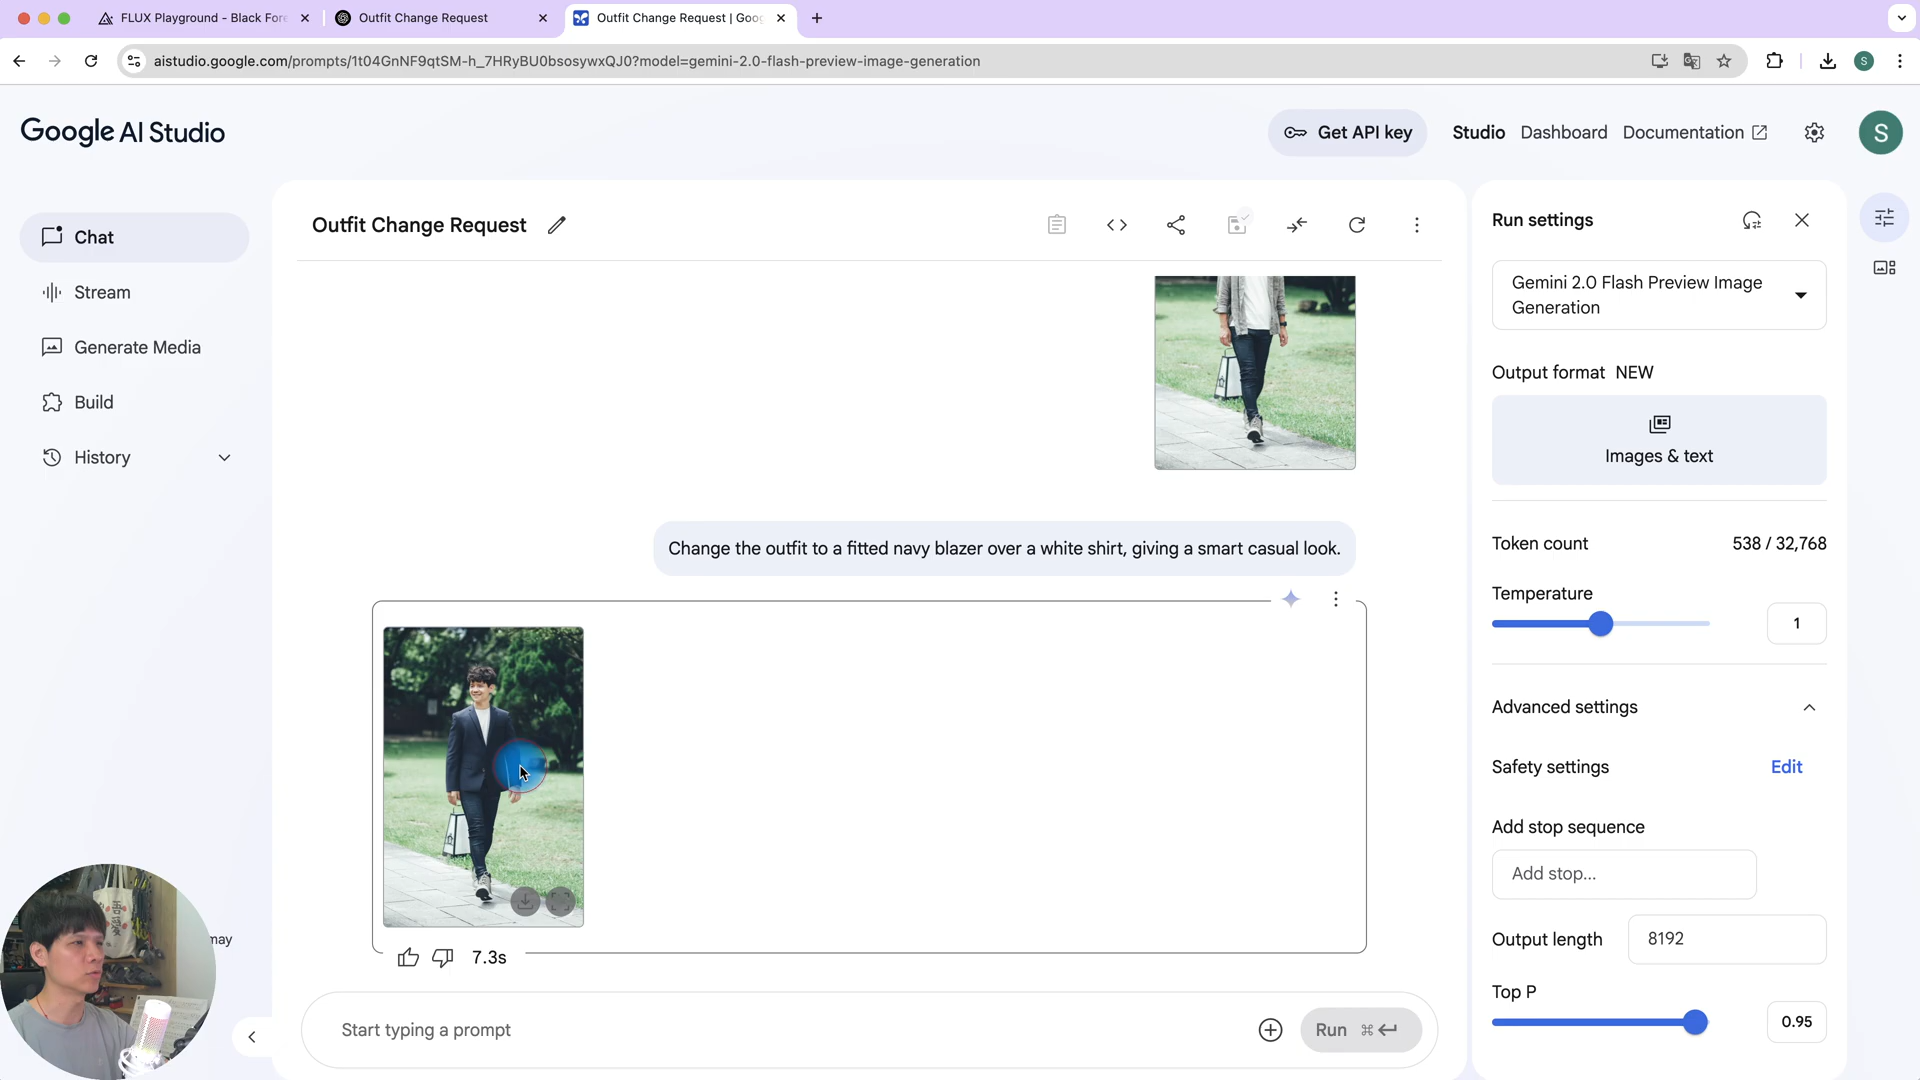 FLUX Playground - Black Fore
Outfit Change Request
Outfit Change Request | Goog
aistudio.google.com/prompts/1t04GnNF9qtSM-h_7HRyBU0bsosywxQJ0?model=gemini-2.0-flash-preview-image-generation
S
Google AI Studio
Get API key
Studio
Dashboard
Documentation
S
Chat
Stream
Generate Media
Build
History
may
Outfit Change Request
Change the outfit to a fitted navy blazer over a white shirt, giving a smart casual look.
7.3s
Start typing a prompt
Run ⌘
Run settings
Gemini 2.0 Flash Preview Image
Generation
Output format NEW
Images & text
Token count 538 / 32,768
Temperature
1
Advanced settings
Safety settings Edit
Add stop sequence
Add stop...
Output length 8192
Top P
0.95